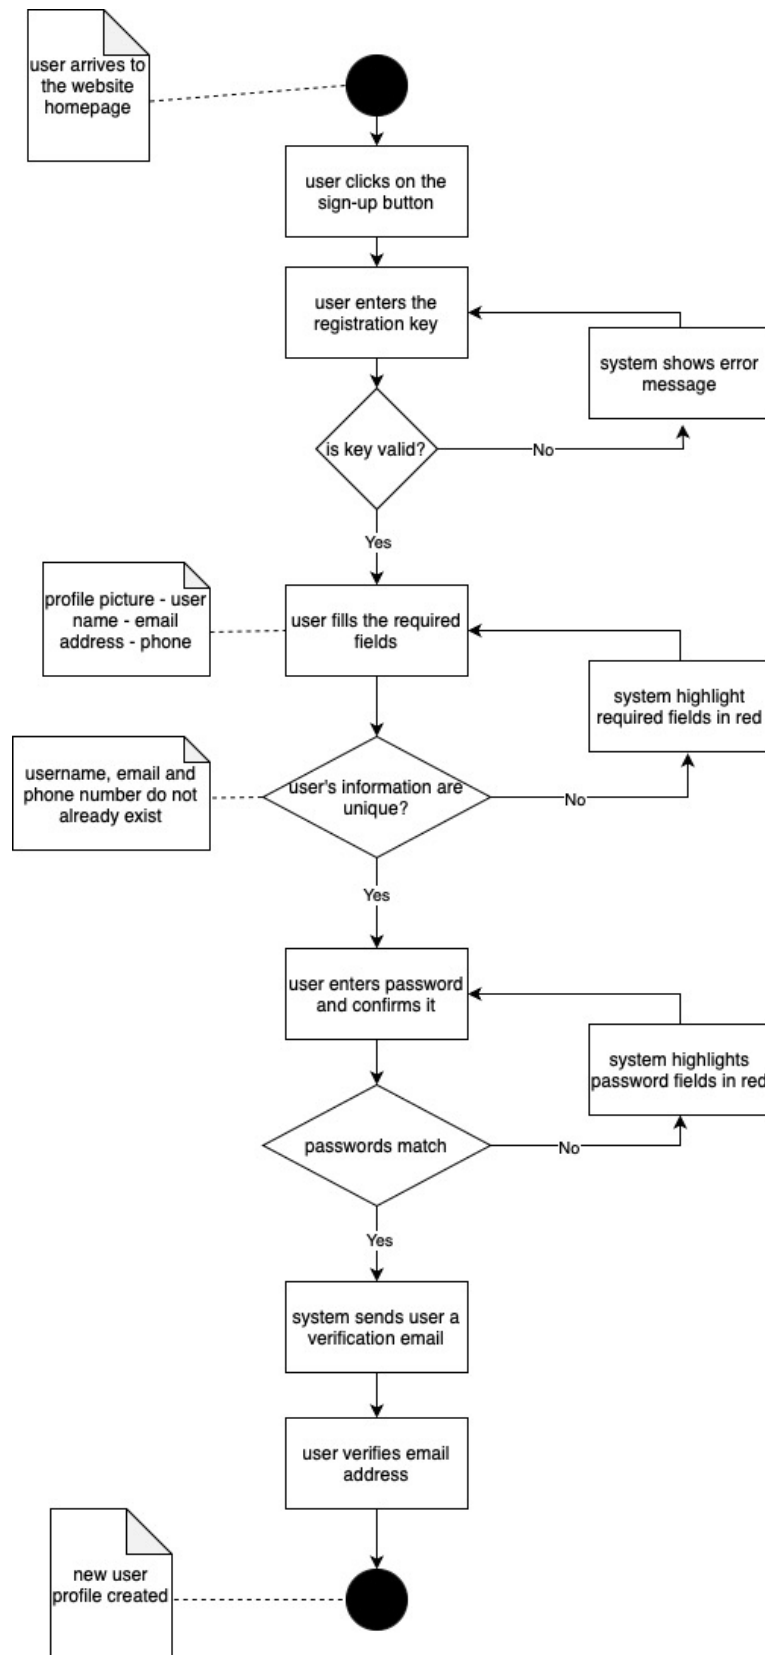 user arrives to
the website
homepage
user clicks on the
sign-up button
user enters the
registration key
system shows error
message
is key valid?
No
Yes
profile picture - user
name - email
address - phone
user fills the required
fields
system highlight
required fields in red
username, email and
phone number do not
already exist
user's information are
unique?
No
Yes
user enters password
and confirms it
system highlights
password fields in red
passwords match
No
Yes
system sends user a
verification email
user verifies email
address
new user
profile created